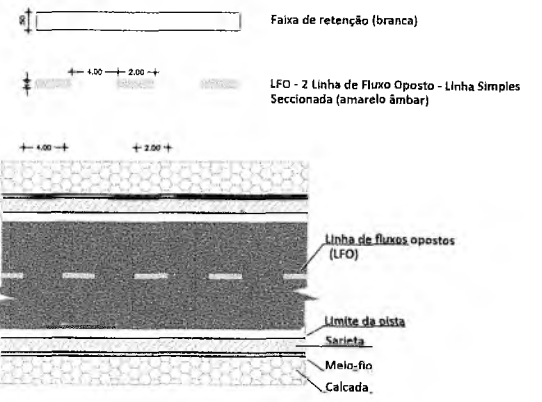 Faixa de retenção (branca)
4.00 2.00
LFO - 2 Linha de Fluxo Oposto - Linha Simples
Seccionada (amarelo âmbar)
4.00 2.00
Linha de fluxos opostos
(LFO)
Limite da pista
Sarjeta
Meio-fio
Calçada